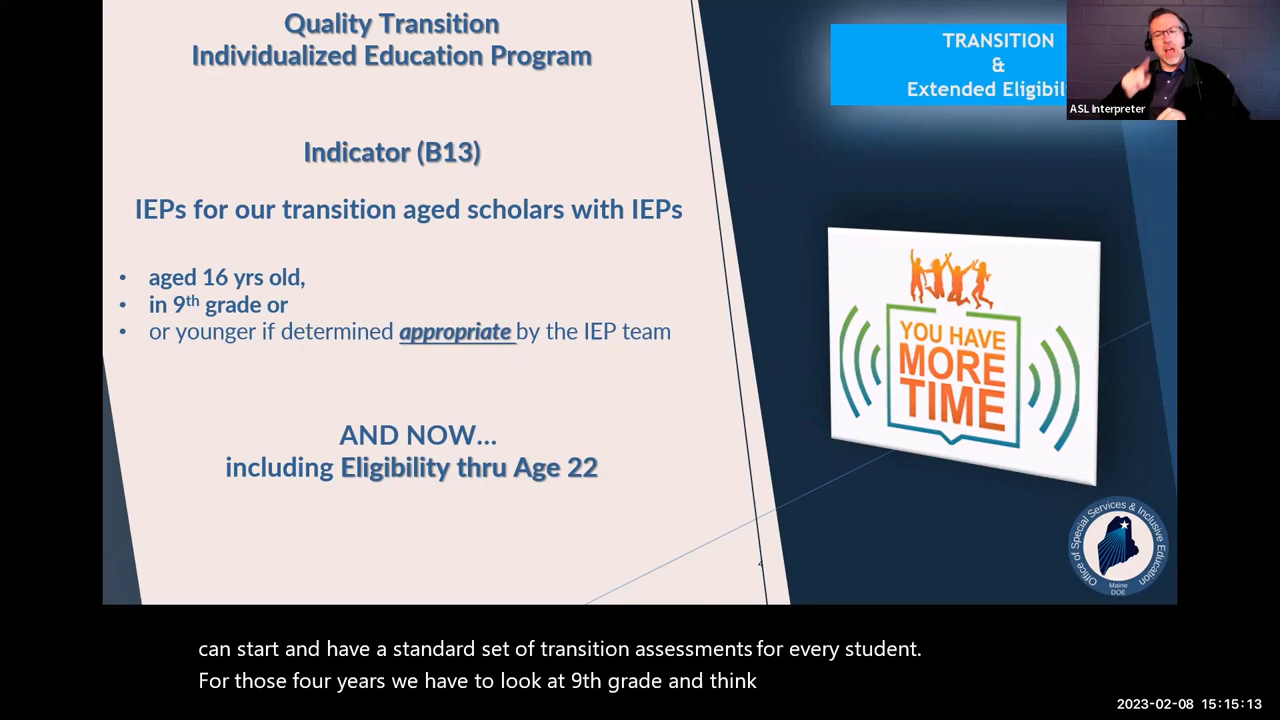 Quality Transition
Individualized Education Program
Indicator (B13)
IEPs for our transition aged scholars with IEPs
• aged 16 yrs old,
• in 9th grade or
• or younger if determined appropriate by the IEP team
AND NOW...
including Eligibility thru Age 22
TRANSITION
&
Extended Eligibil
ASL Interpreter
YOU HAVE
MORE
TIME
Office of Special Services & Inclusive Education
Maine
DOE
can start and have a standard set of transition assessments for every student.
For those four years we have to look at 9th grade and think
2023-02-08 15:15:13